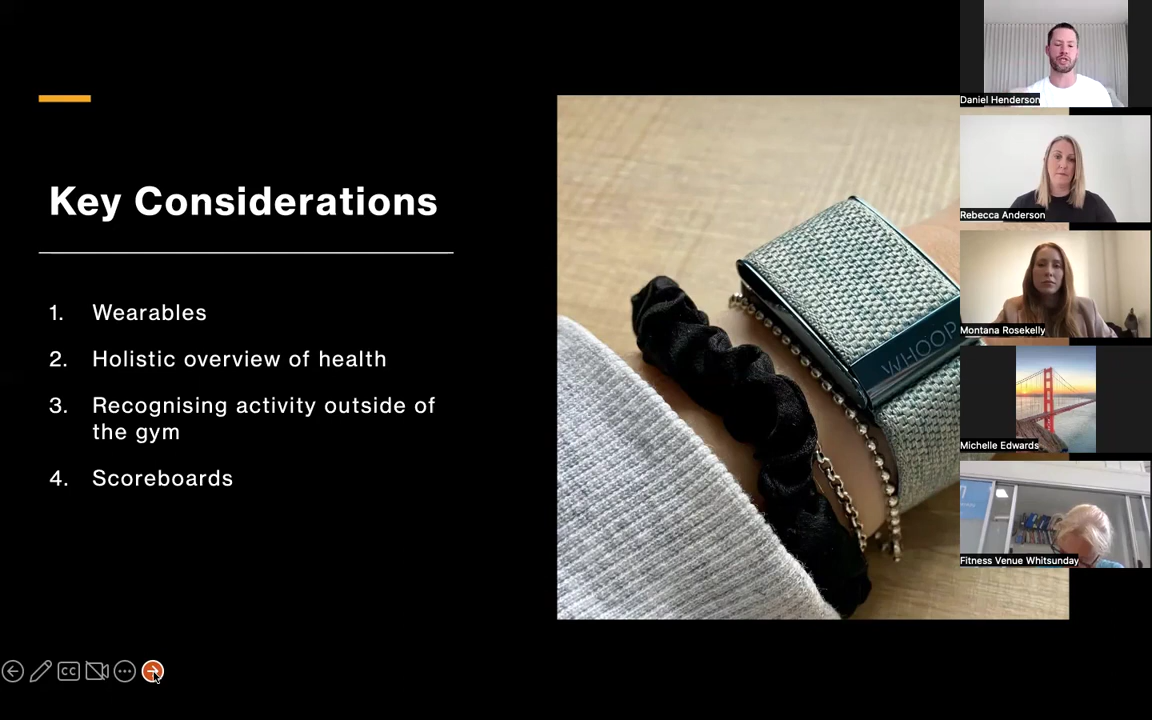 Key Considerations
1. Wearables
2. Holistic overview of health
3. Recognising activity outside of
the gym
4. Scoreboards
WHOOP
Daniel Henderson
Rebecca Anderson
Montana Rosekelly
Michelle Edwards
Fitness Venue Whitsunday
CC